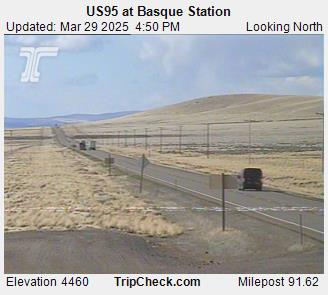 US95 at Basque Station
Updated: Mar 29 2025 4:50 PM Looking North
Elevation 4460 TripCheck.com Milepost 91.62